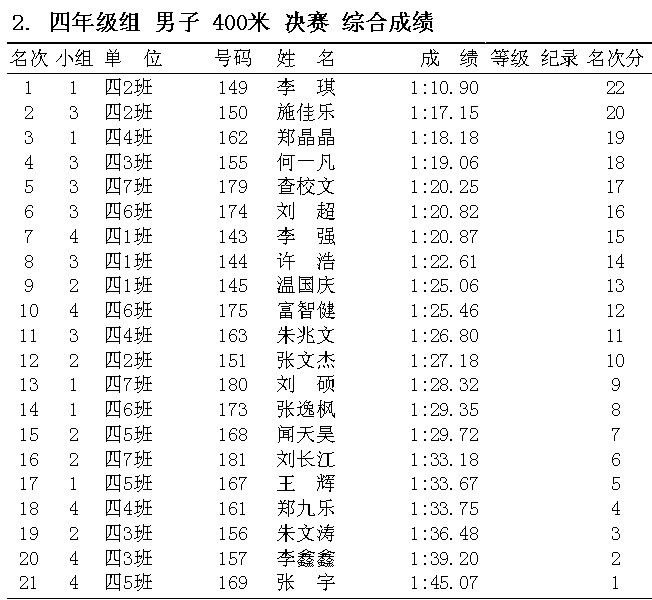 2. 四年级组 男子 400米 决赛 综合成绩
名次 小组 单 位 号码 姓 名 成 绩 等级 纪录 名次分
1 1 四2班 149 李 琪 1:10.90 22
2 3 四2班 150 施佳乐 1:17.15 20
3 1 四4班 162 郑晶晶 1:18.18 19
4 3 四3班 155 何一凡 1:19.06 18
5 3 四7班 179 查校文 1:20.25 17
6 3 四6班 174 刘 超 1:20.82 16
7 4 四1班 143 李 强 1:20.87 15
8 3 四1班 144 许 浩 1:22.61 14
9 2 四1班 145 温国庆 1:25.06 13
10 4 四6班 175 富智健 1:25.46 12
11 3 四4班 163 朱兆文 1:26.80 11
12 2 四2班 151 张文杰 1:27.18 10
13 1 四7班 180 刘 硕 1:28.32 9
14 1 四6班 173 张逸枫 1:29.35 8
15 2 四5班 168 闻天昊 1:29.72 7
16 2 四7班 181 刘长江 1:33.18 6
17 1 四5班 167 王 辉 1:33.67 5
18 4 四4班 161 郑九乐 1:33.75 4
19 2 四3班 156 朱文涛 1:36.48 3
20 4 四3班 157 李鑫鑫 1:39.20 2
21 4 四5班 169 张 宇 1:45.07 1